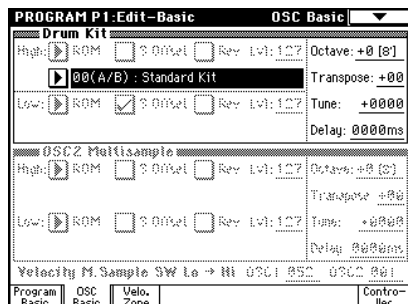 PROGRAM P1:Edit-Basic OSC Basic
Drum Kit
High: ROM S.Offset Rev Lvl:127 Octave: +0 [8']
00(A/B) : Standard Kit Transpose: +00
Low: ROM S.Offset Rev Lvl:127 Tune: +0000
Delay: 0000ms
OSC2 Multisample
High: ROM S.Offset Rev Lvl:127 Octave: +0 [8']
Transpose +00
Low: ROM S.Offset Rev Lvl:127 Tune: +0000
Delay 0000ms
Velocity M.Sample SW Lo → Hi OSC1 052 OSC2 001
Program Basic OSC Basic Velo. Zone Contro-ller